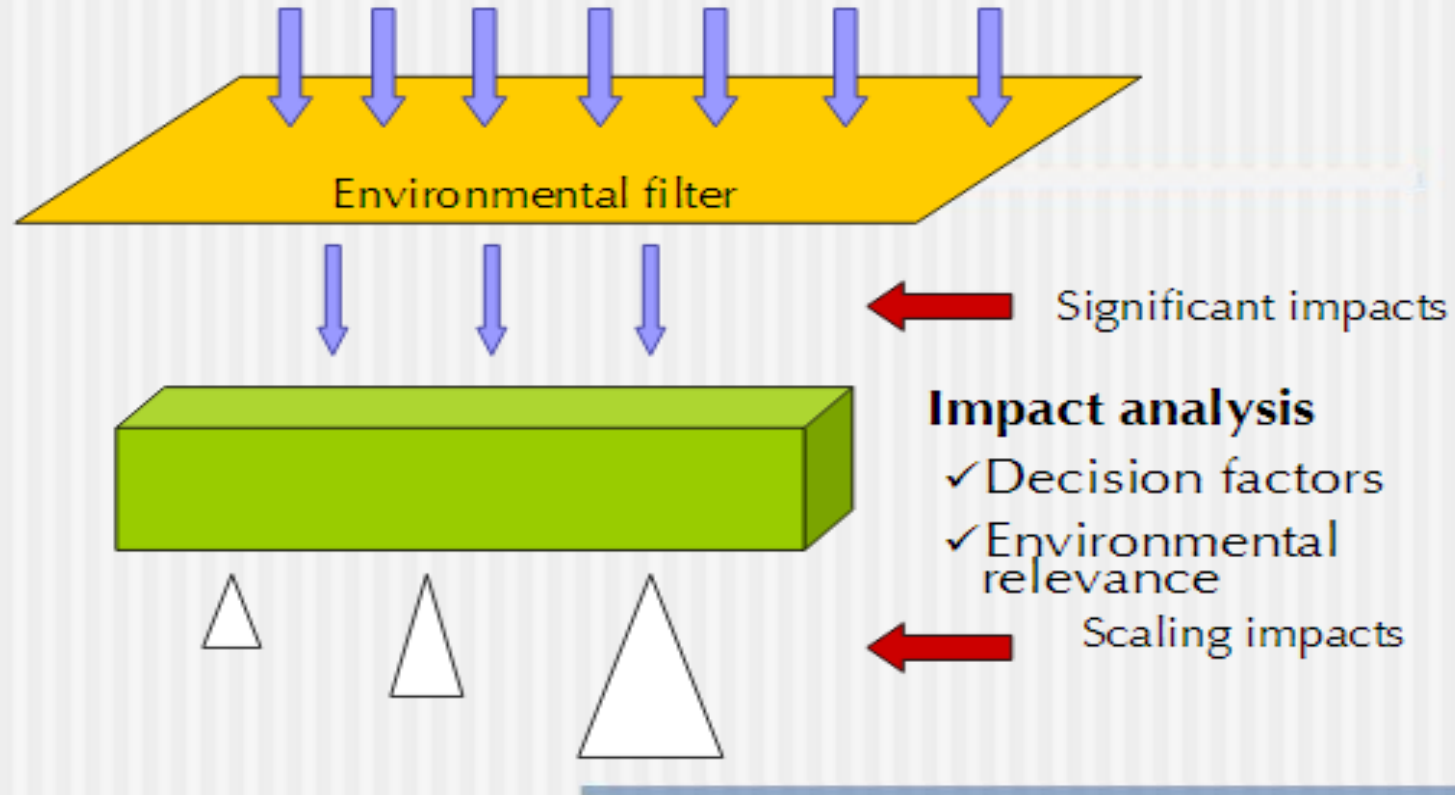 Environmental filter
Significant impacts
Impact analysis
✓Decision factors
✓Environmental
relevance
Scaling impacts